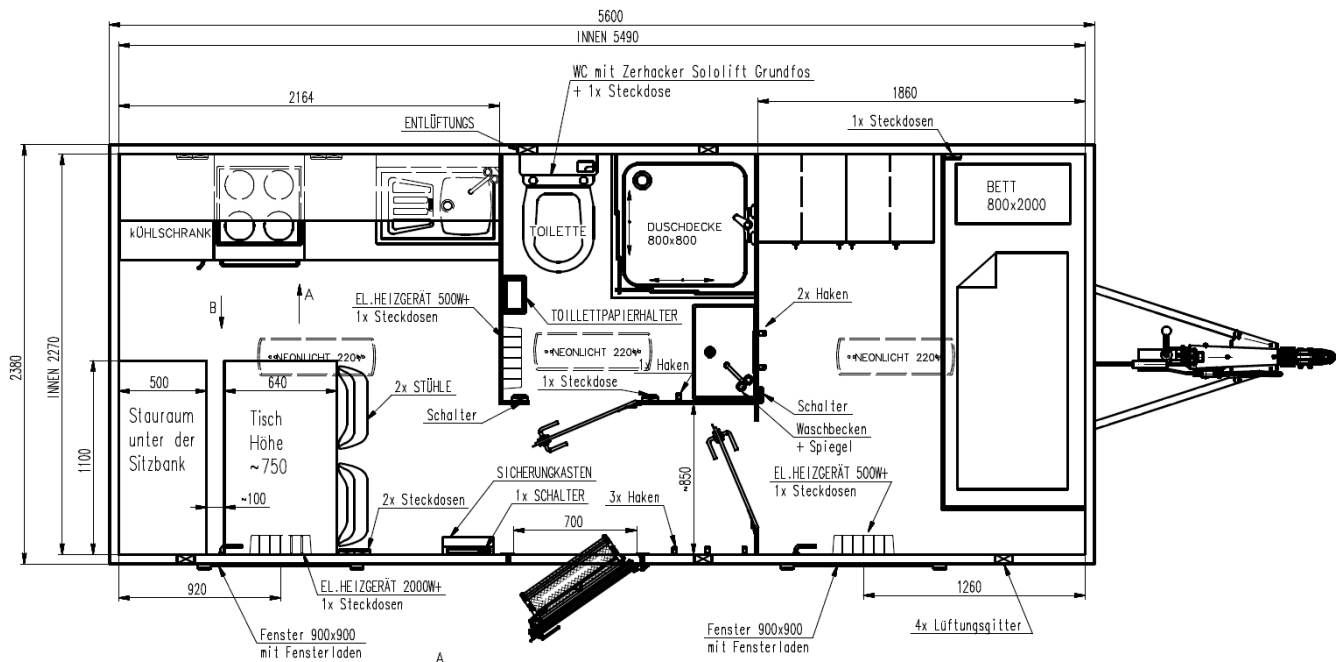 5600
INNEN 5490
WC mit Zerhacker Sololift Grundfos
+ 1x Steckdose
2164
1860
ENTLÜFTUNGS
1x Steckdosen
BETT
800x2000
KÜHLSCHRANK
TOILETTE
DUSCHDECKE
800x800
2380
INNEN 2270
B
A
EL.HEIZGERÄT 500W+
1x Steckdosen
TOILETTPAPIERHALTER
2x Haken
NEONLICHT 220V
NEONLICHT 220V
NEONLICHT 220V
1x Haken
500
640
2x STÜHLE
1x Steckdose
Schalter
Schalter
Stauraum
unter der
Sitzbank
Tisch
Höhe
~750
Waschbecken
+ Spiegel
1100
~100
~850
SICHERUNGKASTEN
1x SCHALTER
2x Steckdosen
3x Haken
EL.HEIZGERÄT 500W+
1x Steckdosen
700
920
EL.HEIZGERÄT 2000W+
1x Steckdosen
1260
Fenster 900x900
mit Fensterladen
Fenster 900x900
mit Fensterladen
4x Lüftungsgitter
A